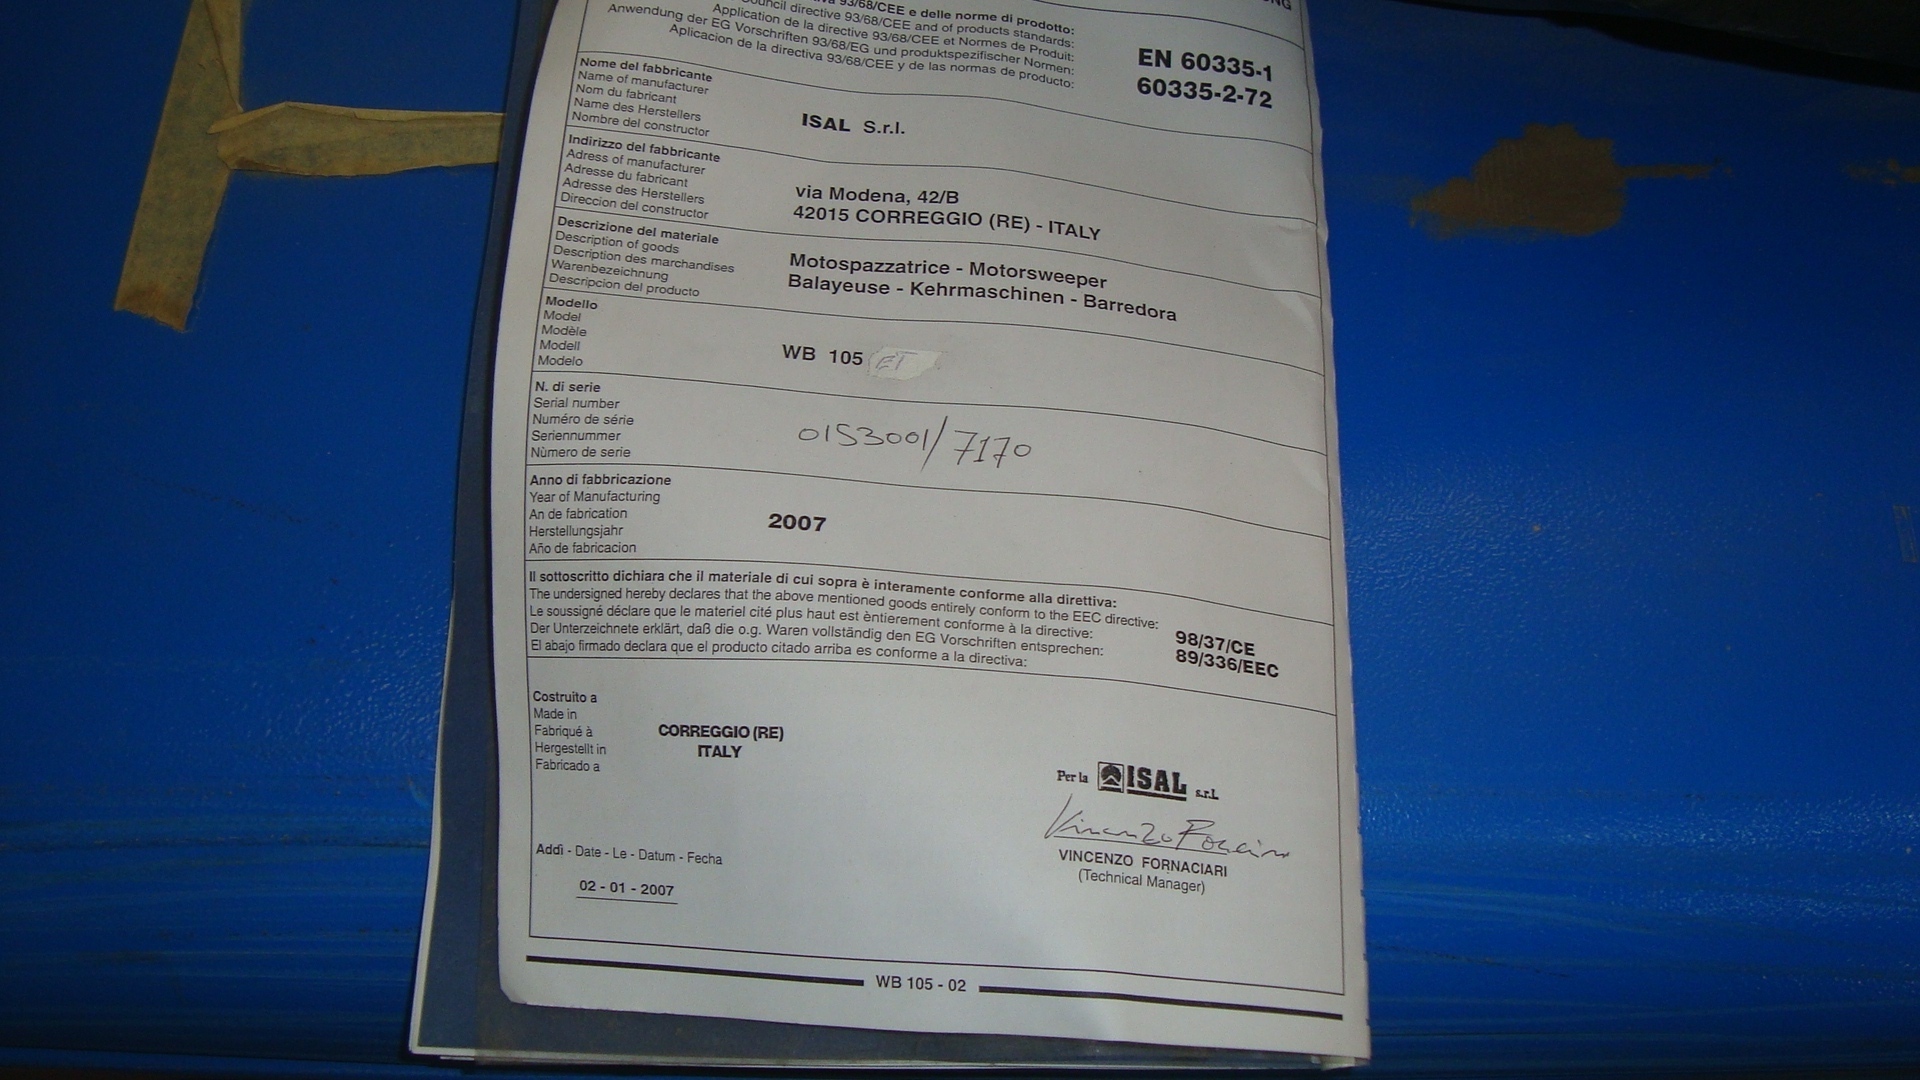 93/68/CEE e delle norme di prodotto:
Council directive 93/68/CEE and of products standards:
Application de la directive 93/68/CEE et Normes de Produit:
Anwendung der EG Vorschriften 93/68/EG und produktspezifischer Normen:
Aplicacion de la directiva 93/68/CEE y de las normas de producto:
EN 60335-1
60335-2-72
Nome del fabbricante
Name of manufacturer
Nom du fabricant
Name des Herstellers
Nombre del constructor
ISAL S.r.l.
Indirizzo del fabbricante
Adress of manufacturer
Adresse du fabricant
Adresse des Herstellers
Direccion del constructor
via Modena, 42/B
42015 CORREGGIO (RE) - ITALY
Descrizione del materiale
Description of goods
Description des marchandises
Warenbezeichnung
Descripcion del producto
Motospazzatrice - Motorsweeper
Balayeuse - Kehrmaschinen - Barredora
Modello
Model
Modèle
Modell
Modelo
WB 105 ET
N. di serie
Serial number
Numéro de série
Seriennummer
Nùmero de serie
0153001/7170
Anno di fabbricazione
Year of Manufacturing
An de fabrication
Herstellungsjahr
Año de fabricacion
2007
Il sottoscritto dichiara che il materiale di cui sopra è interamente conforme alla direttiva:
The undersigned hereby declares that the above mentioned goods entirely conform to the EEC directive:
Le soussigné déclare que le materiel cité plus haut est èntierement conforme à la directive:
Der Unterzeichnete erklärt, daß die o.g. Waren vollständig den EG Vorschriften entsprechen:
El abajo firmado declara que el producto citado arriba es conforme a la directiva:
98/37/CE
89/336/EEC
Costruito a
Made in
Fabriqué à
Hergestellt in
Fabricado a
CORREGGIO (RE)
ITALY
Per la ISAL s.r.l.
Vincenzo Fornaciari
VINCENZO FORNACIARI
(Technical Manager)
Addì - Date - Le - Datum - Fecha
02 - 01 - 2007
WB 105 - 02